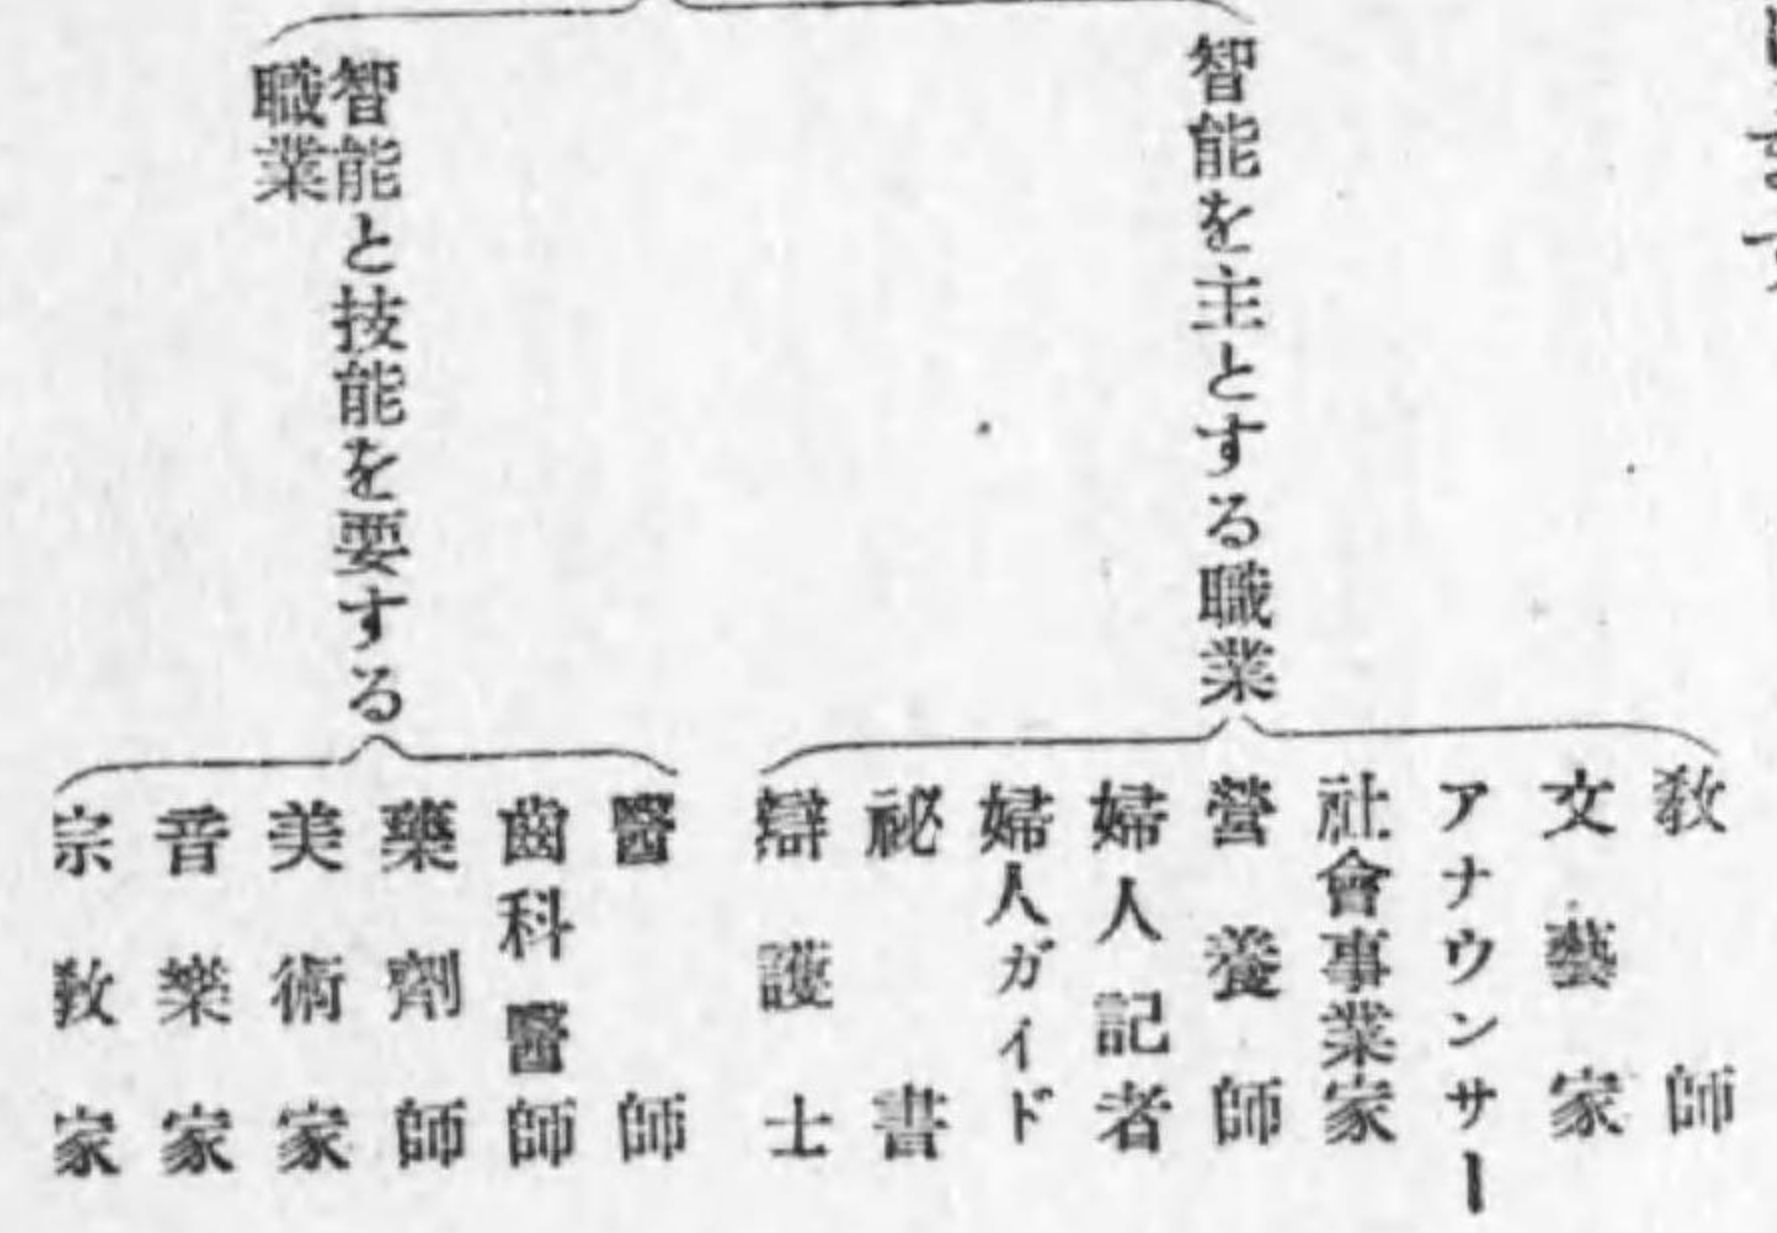 智能を主とする職業
敎師
文藝家
アナウンサー
社會事業家
營養師
婦人記者
婦人ガイド
祕書
辯護士
智能と技能を要する
職業
醫師
齒科醫師
藥劑師
美術家
音樂家
宗敎家